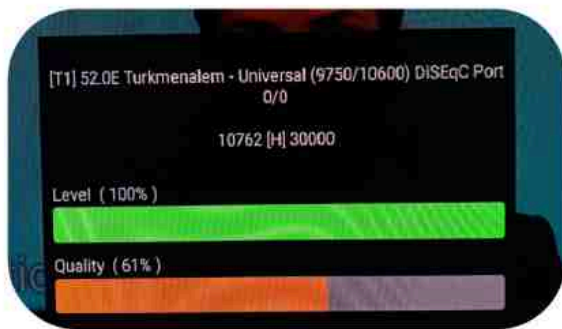 [T1] 52.0E Turkmenalem - Universal (9750/10600) DiSEqC Port
0/0
10762 [H] 30000
Level ( 100% )
Quality ( 61% )